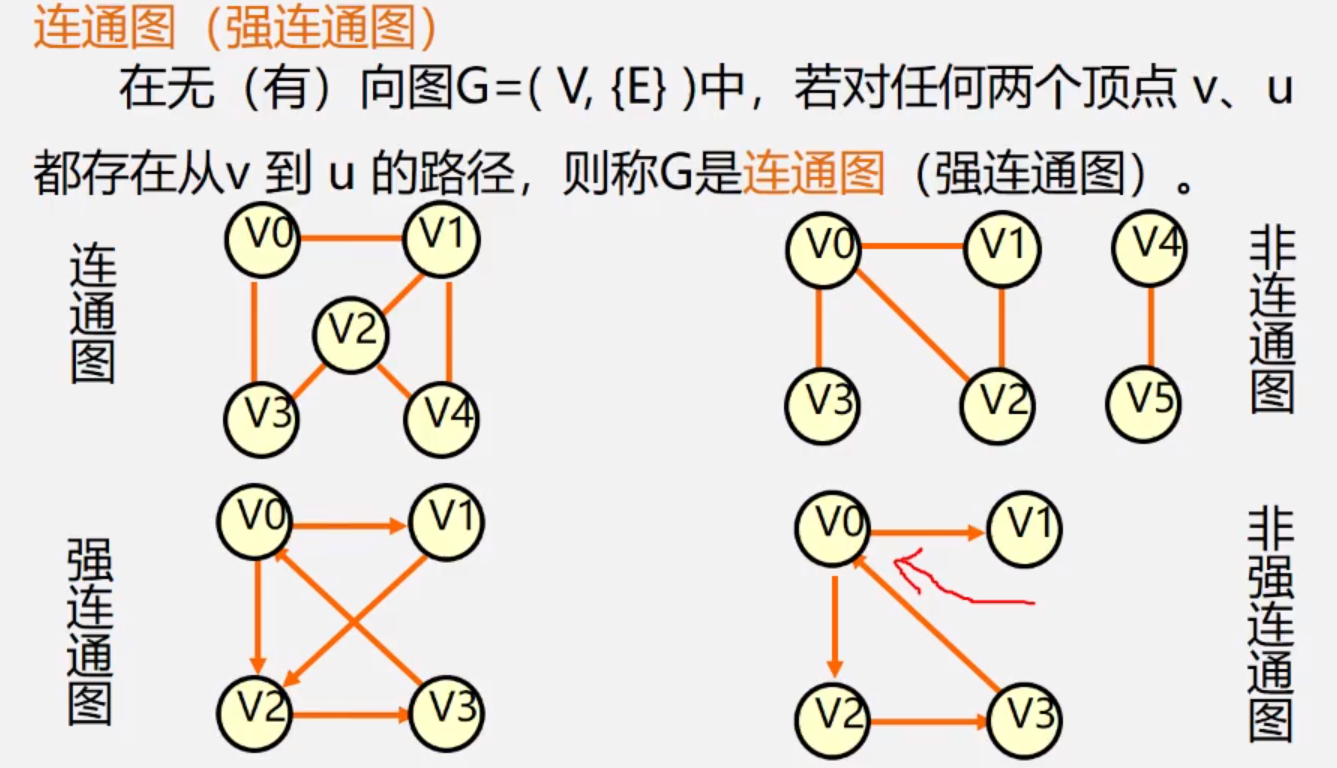 连通图（强连通图）
在无（有）向图G=( V, {E} )中，若对任何两个顶点 v、u
都存在从v 到 u 的路径，则称G是连通图（强连通图）。
连通图
V0
V1
V2
V3
V4
V0
V1
V4
V3
V2
V5
非连通图
强连通图
V0
V1
V2
V3
V0
V1
V2
V3
非强连通图